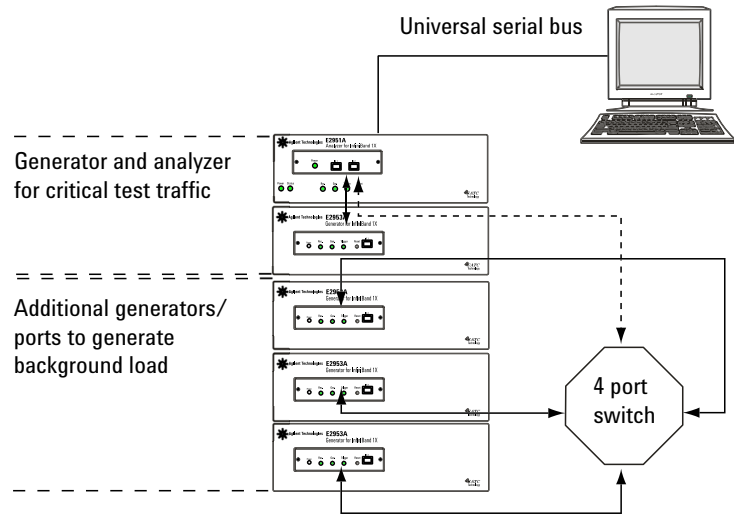 Universal serial bus
Generator and analyzer
for critical test traffic
Agilent Technologies
E2951A
Analyzer for InfiniBand 1X
Agilent Technologies
E2953A
Generator for InfiniBand 1X
Additional generators/
ports to generate
background load
Agilent Technologies
Generator for InfiniBand 1X
Agilent Technologies
E2953A
Generator for InfiniBand 1X
4 port
switch
Agilent Technologies
E2953A
Generator for InfiniBand 1X